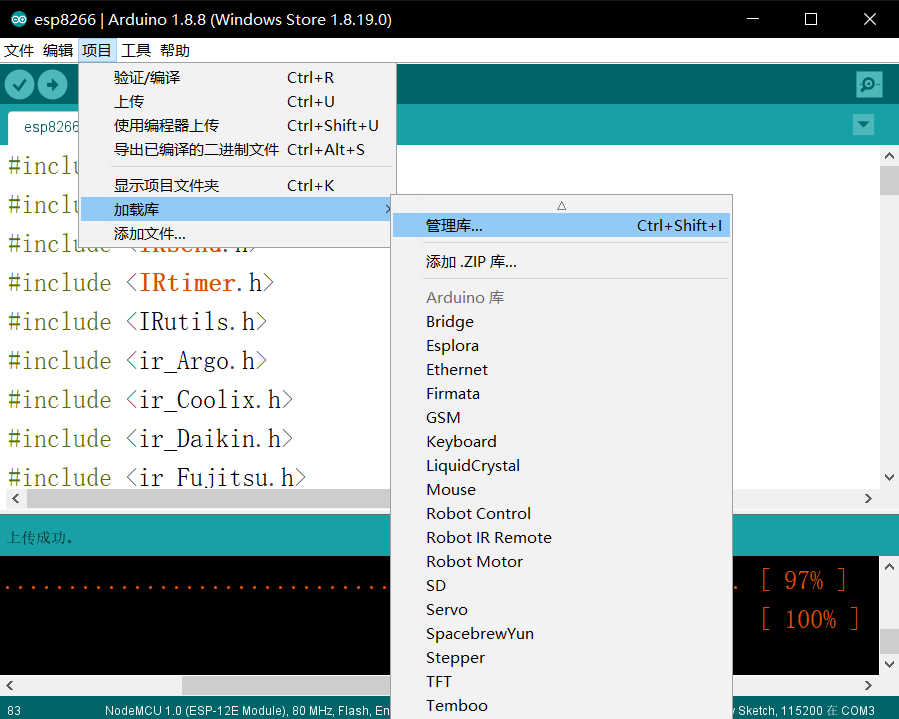 esp8266 | Arduino 1.8.8 (Windows Store 1.8.19.0)
文件 编辑 项目 工具 帮助
验证/编译 Ctrl+R
上传 Ctrl+U
使用编程器上传 Ctrl+Shift+U
导出已编译的二进制文件 Ctrl+Alt+S
显示项目文件夹 Ctrl+K
加载库
添加文件...
管理库... Ctrl+Shift+I
添加 .ZIP 库...
Arduino 库
Bridge
Esplora
Ethernet
Firmata
GSM
Keyboard
LiquidCrystal
Mouse
Robot Control
Robot IR Remote
Robot Motor
SD
Servo
SpacebrewYun
Stepper
TFT
Temboo
esp8266
#inclu
#inclu
#include <IRsend.h>
#include <IRtimer.h>
#include <IRutils.h>
#include <ir_Argo.h>
#include <ir_Coolix.h>
#include <ir_Daikin.h>
#include <ir_Fujitsu.h>
上传成功。
[ 97% ]
[ 100% ]
83 NodeMCU 1.0 (ESP-12E Module), 80 MHz, Flash, En
y Sketch, 115200 在 COM3